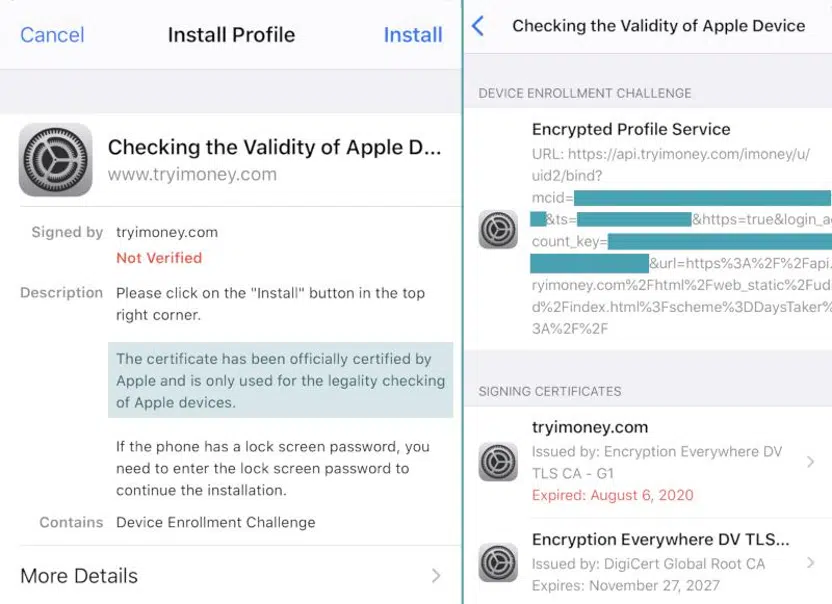 Cancel
Install Profile
Install
Checking the Validity of Apple D...
www.tryimoney.com
Signed by tryimoney.com
Not Verified
Description Please click on the "Install" button in the top
right corner.
The certificate has been officially certified by
Apple and is only used for the legality checking
of Apple devices.
If the phone has a lock screen password, you
need to enter the lock screen password to
continue the installation.
Contains Device Enrollment Challenge
More Details
Checking the Validity of Apple Device
DEVICE ENROLLMENT CHALLENGE
Encrypted Profile Service
URL: https://api.tryimoney.com/imoney/u/
uid2/bind?
mcid=
&ts= &https=true&login_a
count_key=
&url=https%3A%2F%2Fapi.
ryimoney.com%2Fhtml%2Fweb_static%2Fud
d%2Findex.html%3Fscheme%3DDaysTaker%
3A%2F%2F
SIGNING CERTIFICATES
tryimoney.com
Issued by: Encryption Everywhere DV
TLS CA - G1
Expired: August 6, 2020
Encryption Everywhere DV TLS...
Issued by: DigiCert Global Root CA
Expires: November 27, 2027